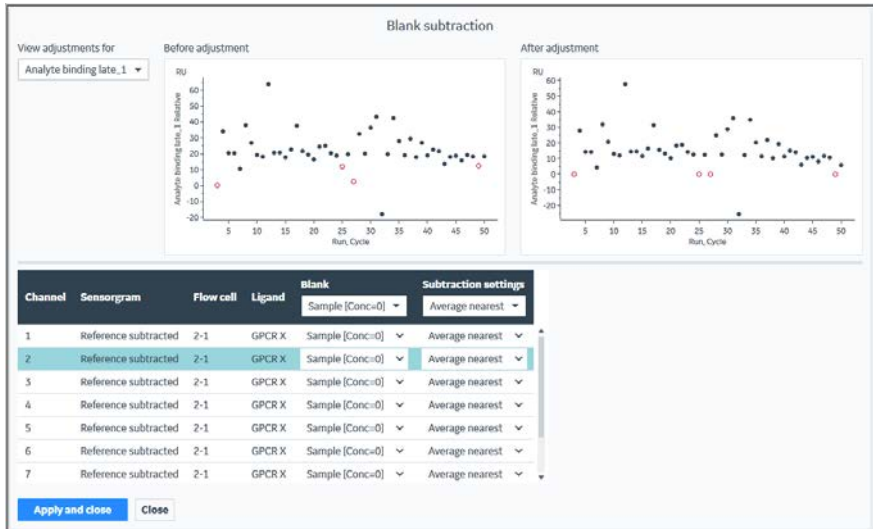 Blank subtraction
View adjustments for
Analyte binding late_1
Before adjustment
RU
Analyte binding late_1 Relative
60
50
40
30
20
10
0
-10
-20
5 10 15 20 25 30 35 40 45 50
Run, Cycle
After adjustment
RU
Analyte binding late_1 Relative
60
50
40
30
20
10
0
-10
-20
5 10 15 20 25 30 35 40 45 50
Run, Cycle
Channel Sensorgram Flow cell Ligand Blank Subtraction settings
Sample [Conc=0] Average nearest
1 Reference subtracted 2-1 GPCR X Sample [Conc=0] Average nearest
2 Reference subtracted 2-1 GPCR X Sample [Conc=0] Average nearest
3 Reference subtracted 2-1 GPCR X Sample [Conc=0] Average nearest
4 Reference subtracted 2-1 GPCR X Sample [Conc=0] Average nearest
5 Reference subtracted 2-1 GPCR X Sample [Conc=0] Average nearest
6 Reference subtracted 2-1 GPCR X Sample [Conc=0] Average nearest
7 Reference subtracted 2-1 GPCR X Sample [Conc=0] Average nearest
Apply and close Close